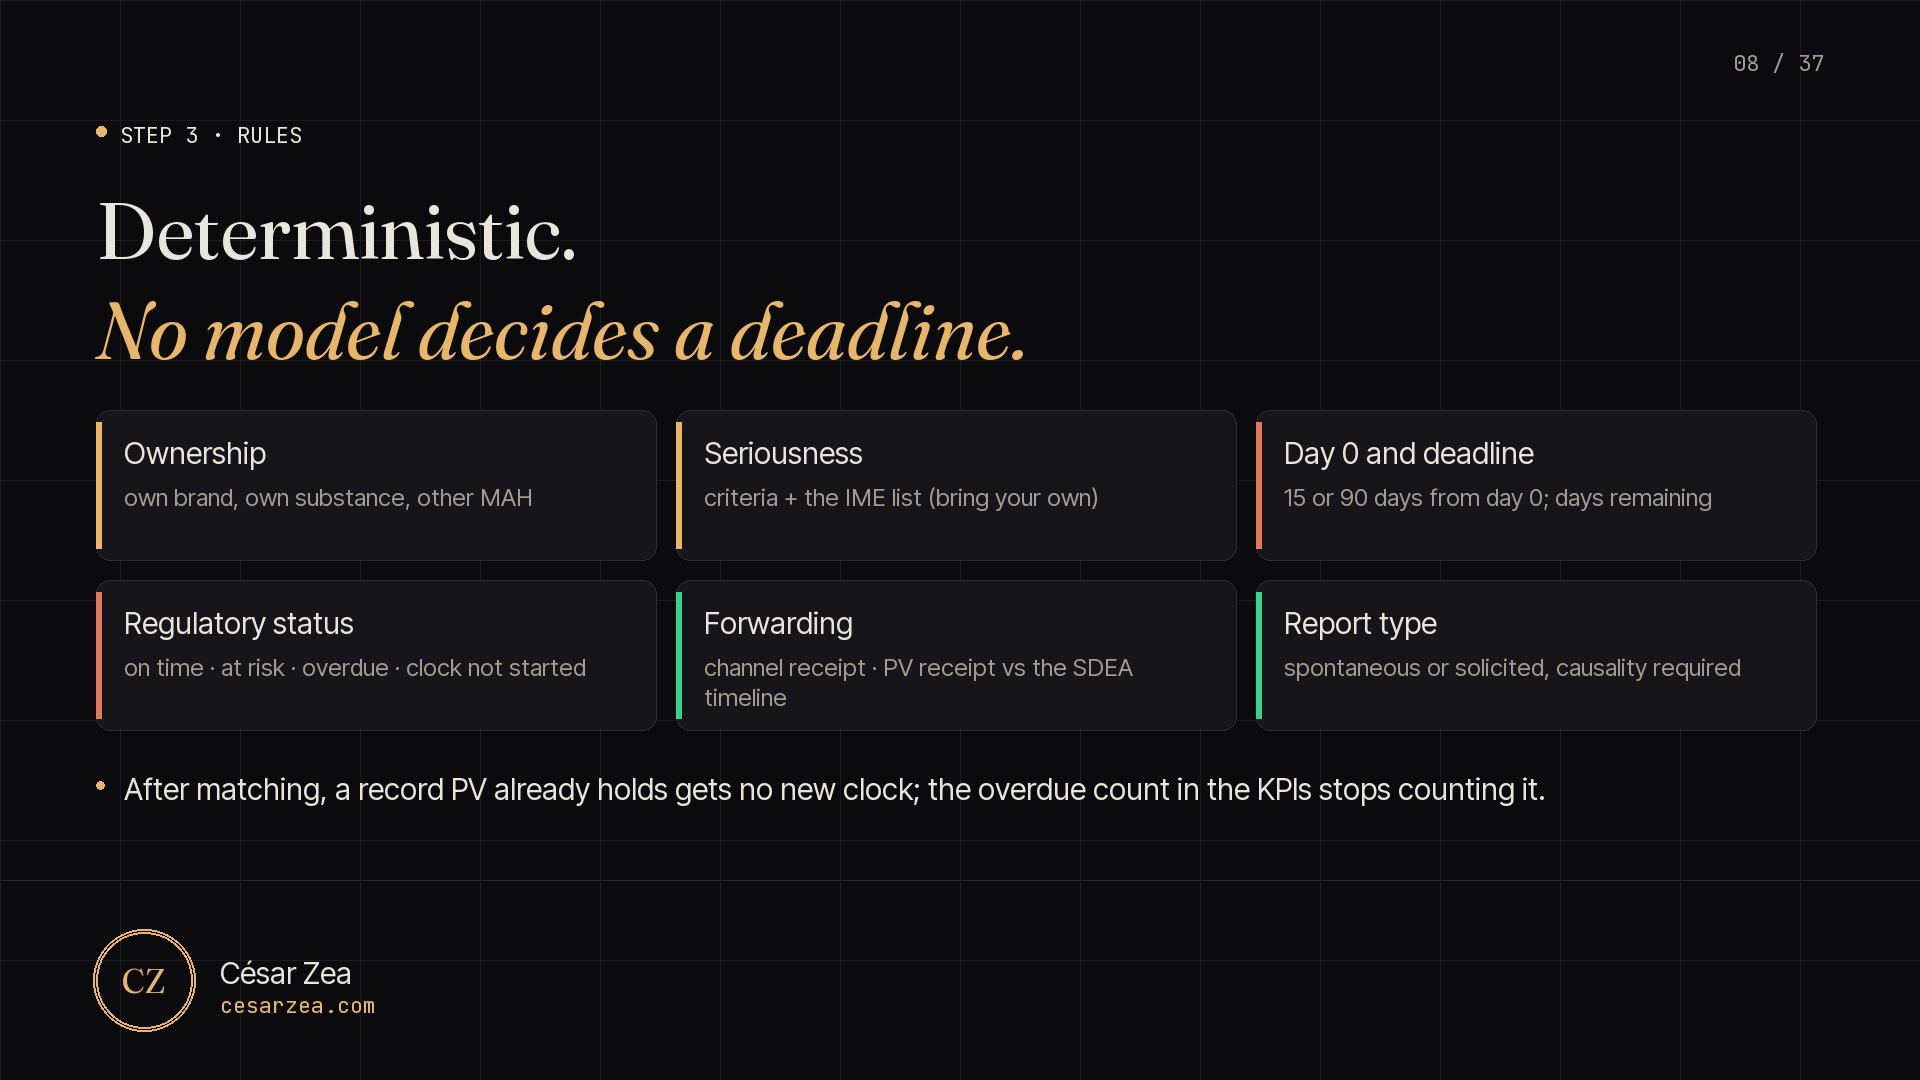 08 / 37
STEP 3 · RULES
Deterministic.
No model decides a deadline.
Ownership
own brand, own substance, other MAH
Seriousness
criteria + the IME list (bring your own)
Day 0 and deadline
15 or 90 days from day 0; days remaining
Regulatory status
on time · at risk · overdue · clock not started
Forwarding
channel receipt · PV receipt vs the SDEA
timeline
Report type
spontaneous or solicited, causality required
After matching, a record PV already holds gets no new clock; the overdue count in the KPIs stops counting it.
CZ
César Zea
cesarzea.com